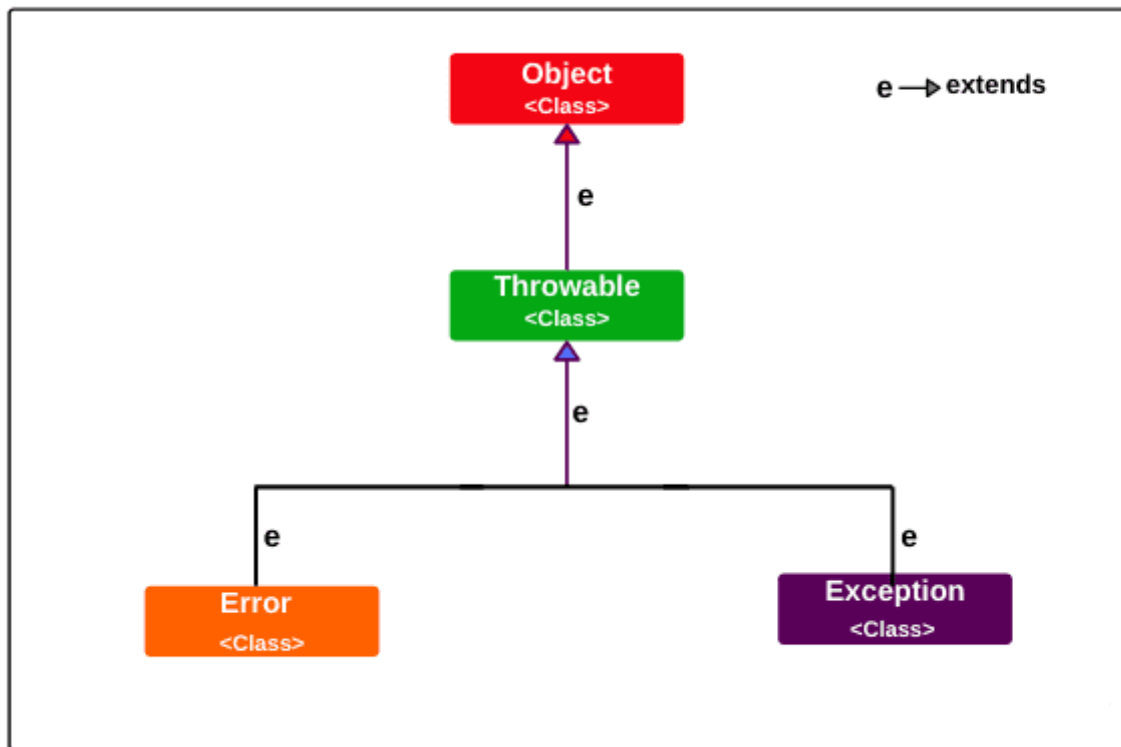 Object
<Class>
e → extends
e
Throwable
<Class>
e
e
e
Error
<Class>
Exception
<Class>